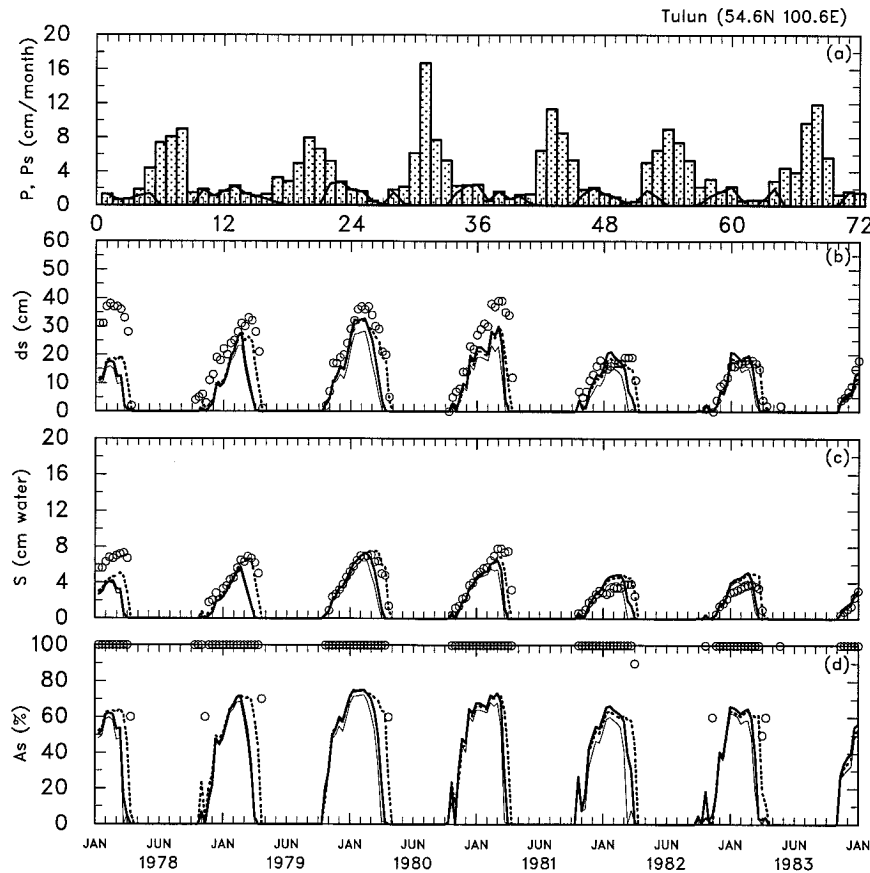 Tulun (54.6N 100.6E)
P, Ps (cm/month)
20
16
12
8
4
0
(a)
0 12 24 36 48 60 72
ds (cm)
60
50
40
30
20
10
0
(b)
S (cm water)
20
16
12
8
4
0
(c)
As (%)
100
80
60
40
20
0
(d)
JAN JUN JAN JUN JAN JUN JAN JUN JAN JUN JAN JUN JAN
1978 1979 1980 1981 1982 1983